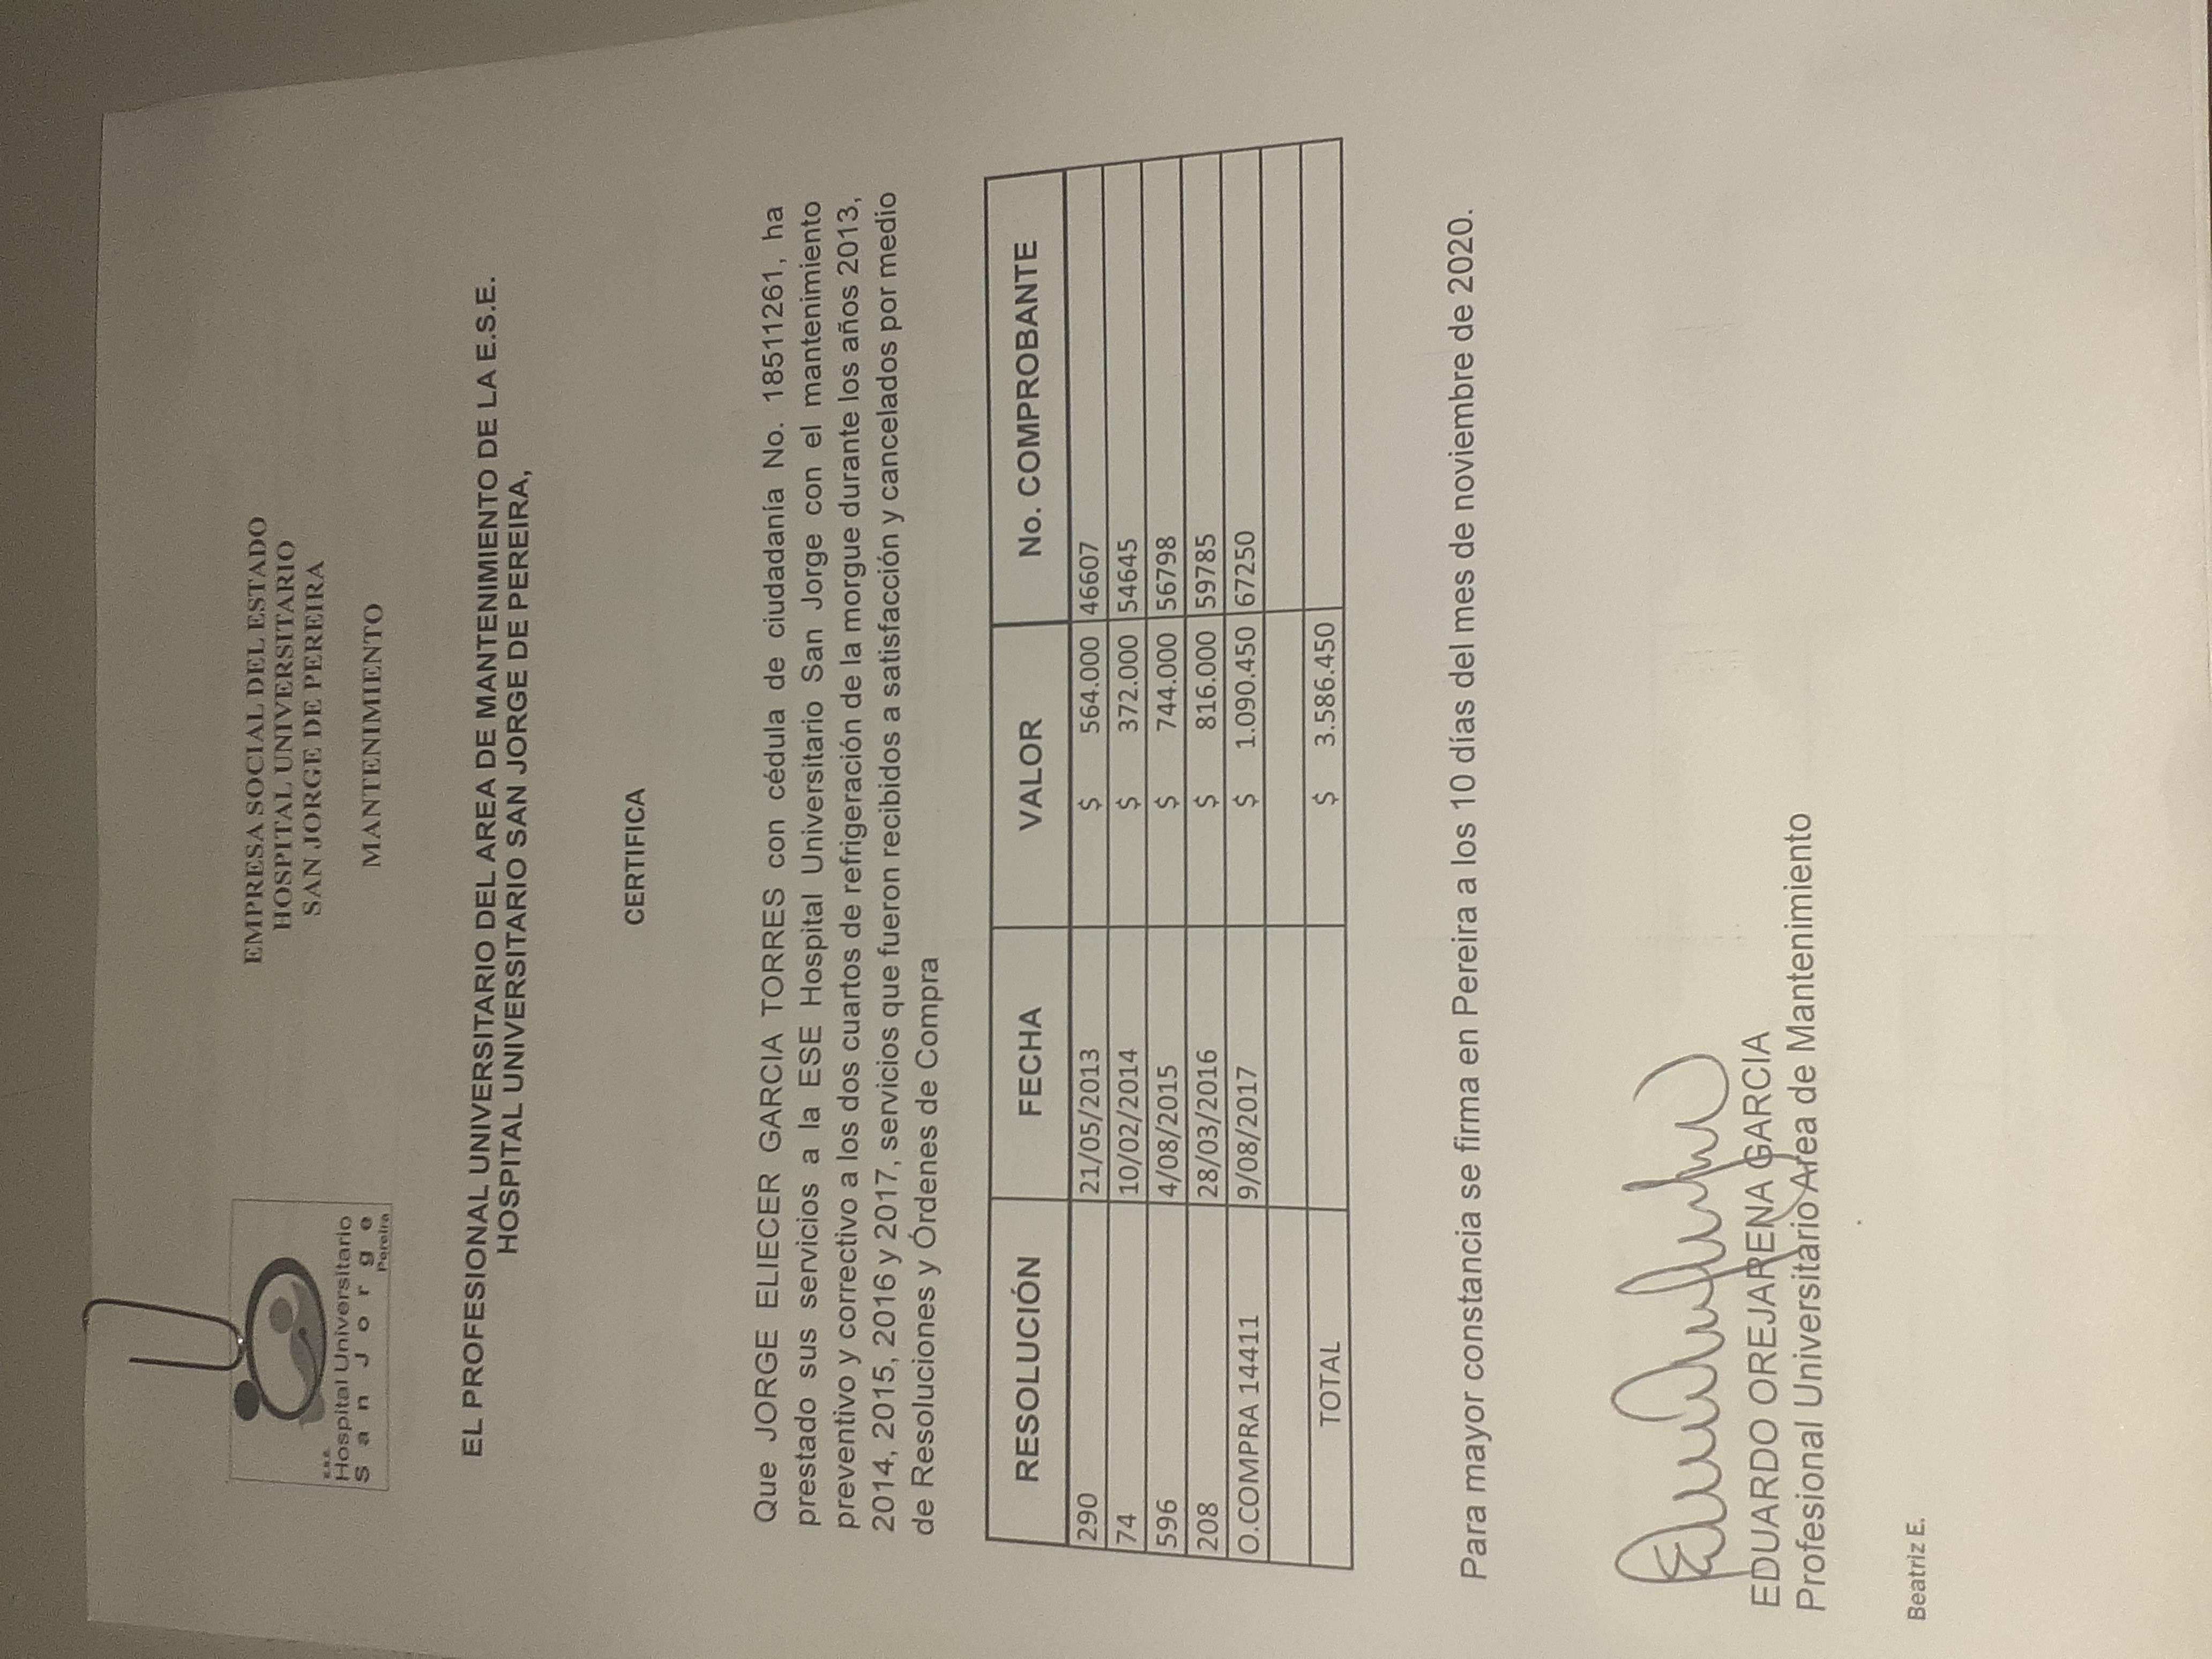 E.S.E.
Hospital Universitario
San Jorge
Pereira
EMPRESA SOCIAL DEL ESTADO
HOSPITAL UNIVERSITARIO
SAN JORGE DE PEREIRA
MANTENIMIENTO
EL PROFESIONAL UNIVERSITARIO DEL AREA DE MANTENIMIENTO DE LA E.S.E.
HOSPITAL UNIVERSITARIO SAN JORGE DE PEREIRA,
CERTIFICA
Que JORGE ELIECER GARCIA TORRES con cédula de ciudadanía No. 18511261, ha
prestado sus servicios a la ESE Hospital Universitario San Jorge con el mantenimiento
preventivo y correctivo a los dos cuartos de refrigeración de la morgue durante los años 2013,
2014, 2015, 2016 y 2017, servicios que fueron recibidos a satisfacción y cancelados por medio
de Resoluciones y Órdenes de Compra
RESOLUCIÓN FECHA VALOR No. COMPROBANTE
290 21/05/2013 $ 564.000 46607
74 10/02/2014 $ 372.000 54645
596 4/08/2015 $ 744.000 56798
208 28/03/2016 $ 816.000 59785
O.COMPRA 14411 9/08/2017 $ 1.090.450 67250
TOTAL $ 3.586.450
Para mayor constancia se firma en Pereira a los 10 días del mes de noviembre de 2020.
EDUARDO OREJARENA GARCIA
Profesional Universitario Area de Mantenimiento
Beatriz E.